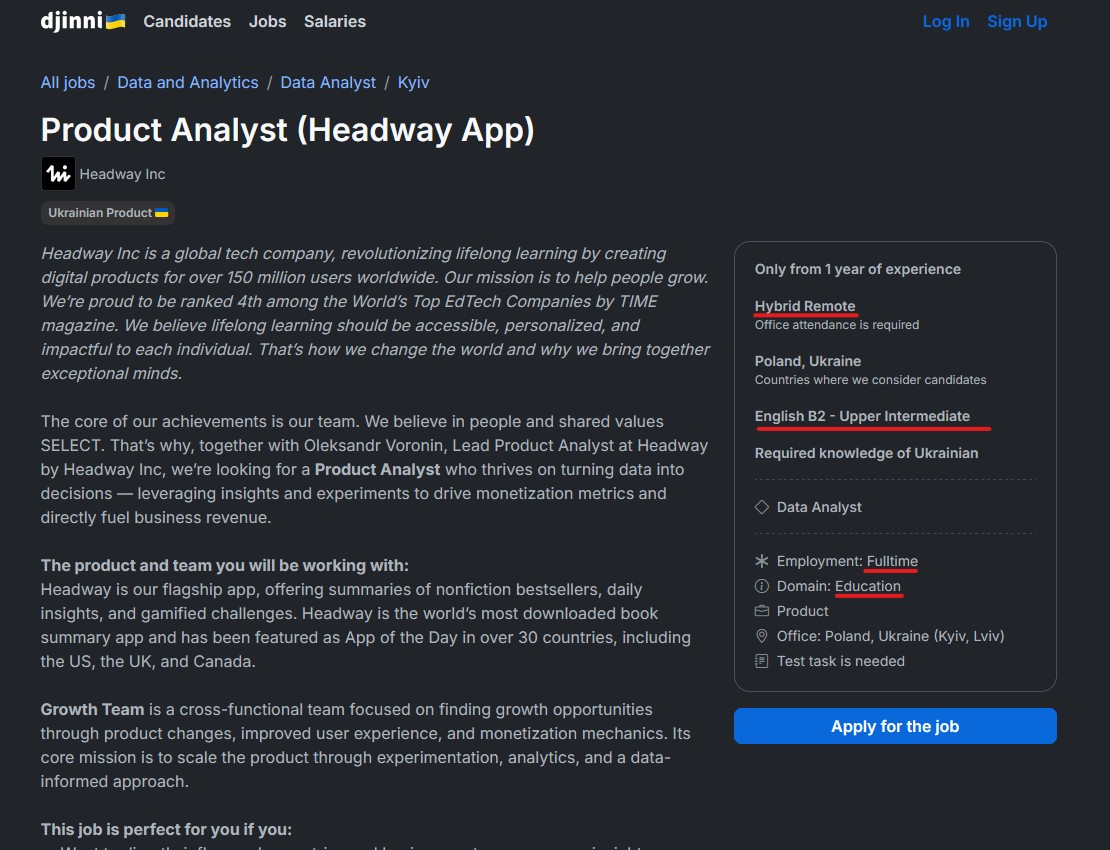 djinni Candidates Jobs Salaries Log In Sign Up
All jobs / Data and Analytics / Data Analyst / Kyiv
Product Analyst (Headway App)
Headway Inc
Ukrainian Product
Headway Inc is a global tech company, revolutionizing lifelong learning by creating
digital products for over 150 million users worldwide. Our mission is to help people grow.
We're proud to be ranked 4th among the World's Top EdTech Companies by TIME
magazine. We believe lifelong learning should be accessible, personalized, and
impactful to each individual. That's how we change the world and why we bring together
exceptional minds.
The core of our achievements is our team. We believe in people and shared values
SELECT. That's why, together with Oleksandr Voronin, Lead Product Analyst at Headway
by Headway Inc, we're looking for a Product Analyst who thrives on turning data into
decisions — leveraging insights and experiments to drive monetization metrics and
directly fuel business revenue.
The product and team you will be working with:
Headway is our flagship app, offering summaries of nonfiction bestsellers, daily
insights, and gamified challenges. Headway is the world's most downloaded book
summary app and has been featured as App of the Day in over 30 countries, including
the US, the UK, and Canada.
Growth Team is a cross-functional team focused on finding growth opportunities
through product changes, improved user experience, and monetization mechanics. Its
core mission is to scale the product through experimentation, analytics, and a data-
informed approach.
This job is perfect for you if you:
Only from 1 year of experience
Hybrid Remote
Office attendance is required
Poland, Ukraine
Countries where we consider candidates
English B2 - Upper Intermediate
Required knowledge of Ukrainian
Data Analyst
Employment: Fulltime
Domain: Education
Product
Office: Poland, Ukraine (Kyiv, Lviv)
Test task is needed
Apply for the job